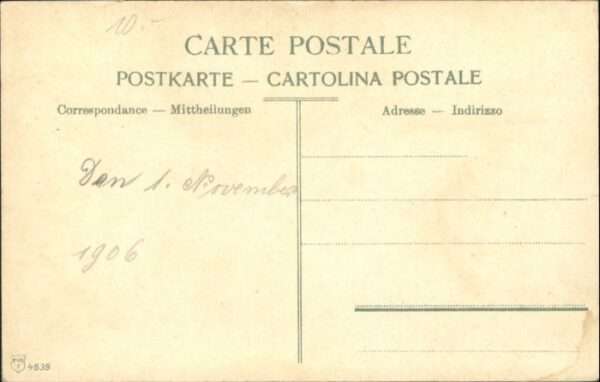 10.-
CARTE POSTALE
POSTKARTE — CARTOLINA POSTALE
Correspondance — Mittheilungen
Adresse — Indirizzo
Den 1. November
1906
4838